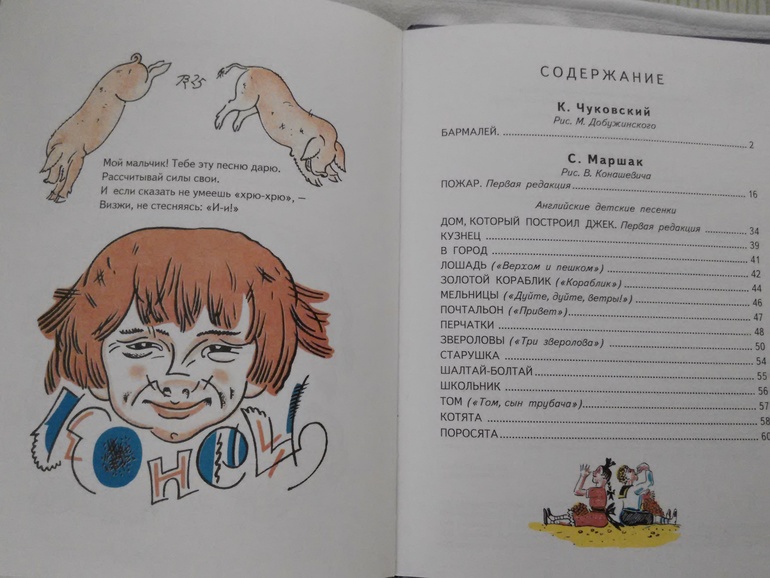 Мой мальчик! Тебе эту песню дарю.
Рассчитывай силы свои.
И если сказать не умеешь «хрю-хрю», —
Визжи, не стесняясь: «И-и!»
Конец
СОДЕРЖАНИЕ
К. Чуковский
Рис. М. Добужинского
БАРМАЛЕЙ. 2
С. Маршак
Рис. В. Конашевича
ПОЖАР. Первая редакция 16
Английские детские песенки
ДОМ, КОТОРЫЙ ПОСТРОИЛ ДЖЕК. Первая редакция 34
КУЗНЕЦ 39
В ГОРОД 41
ЛОШАДЬ («Верхом и пешком») 42
ЗОЛОТОЙ КОРАБЛИК («Кораблик») 44
МЕЛЬНИЦЫ («Дуйте, дуйте, ветры!») 46
ПОЧТАЛЬОН («Привет») 47
ПЕРЧАТКИ 48
ЗВЕРОЛОВЫ («Три зверолова») 50
СТАРУШКА 54
ШАЛТАЙ-БОЛТАЙ 55
ШКОЛЬНИК 56
ТОМ («Том, сын трубача») 57
КОТЯТА 58
ПОРОСЯТА 60